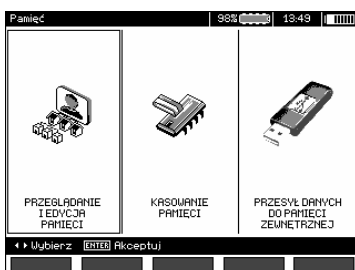 Pamięć 98% 13:49
PRZEGLĄDANIE
I EDYCJA
PAMIĘCI
KASOWANIE
PAMIĘCI
PRZESYŁ DANYCH
DO PAMIĘCI
ZEWNĘTRZNEJ
Wybierz ENTER Akceptuj